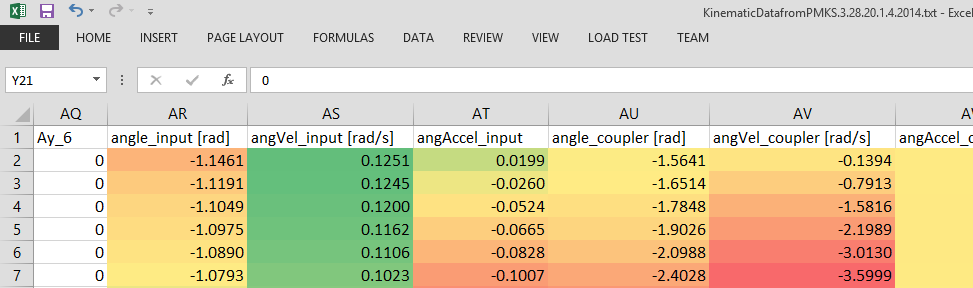 KinematicDatafromPMKS.3.28.20.1.4.2014.txt - Excel
FILE HOME INSERT PAGE LAYOUT FORMULAS DATA REVIEW VIEW LOAD TEST TEAM
Y21 fx 0
AQ AR AS AT AU AV
1 Ay_6 angle_input [rad] angVel_input [rad/s] angAccel_input angle_coupler [rad] angVel_coupler [rad/s] angAccel_c
2 0 -1.1461 0.1251 0.0199 -1.5641 -0.1394
3 0 -1.1191 0.1245 -0.0260 -1.6514 -0.7913
4 0 -1.1049 0.1200 -0.0524 -1.7848 -1.5816
5 0 -1.0975 0.1162 -0.0665 -1.9026 -2.1989
6 0 -1.0890 0.1106 -0.0828 -2.0988 -3.0130
7 0 -1.0793 0.1023 -0.1007 -2.4028 -3.5999